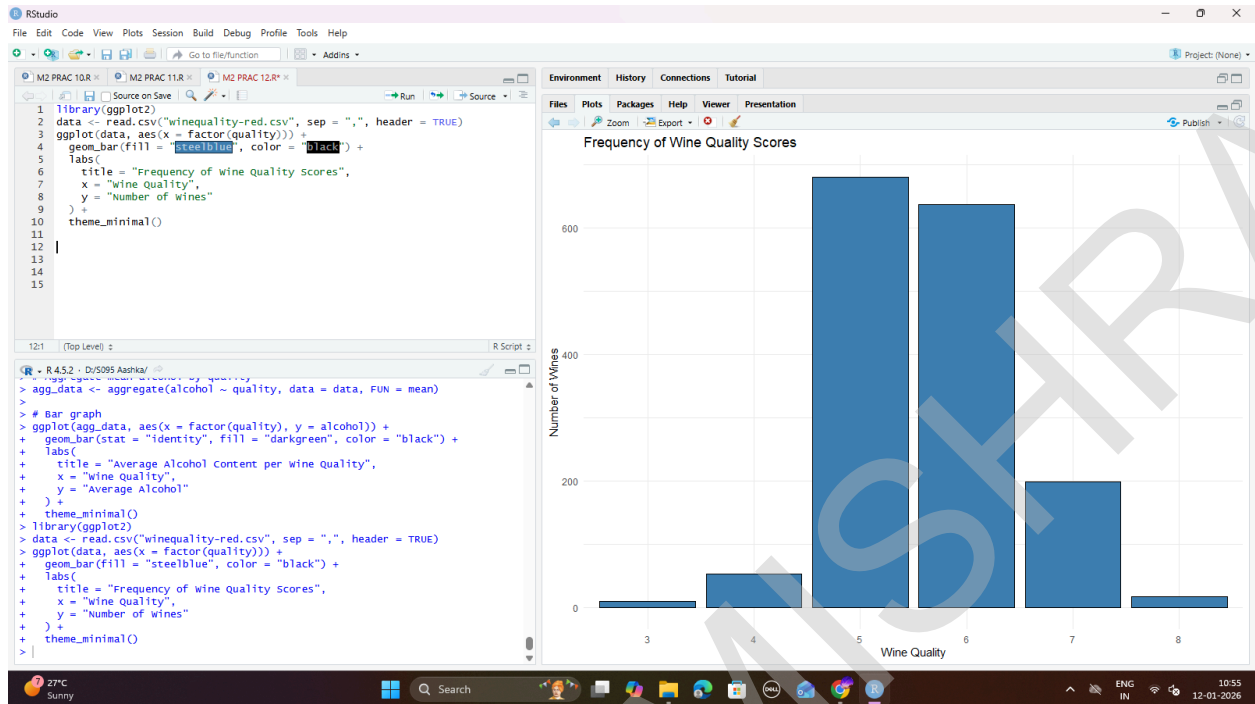 RStudio
File Edit Code View Plots Session Build Debug Profile Tools Help
Go to file/function Addins Project: (None)
M2 PRAC 10.R M2 PRAC 11.R M2 PRAC 12.R*
Source on Save Run Source
1 library(ggplot2)
2 data <- read.csv("winequality-red.csv", sep = ",", header = TRUE)
3 ggplot(data, aes(x = factor(quality))) +
4 geom_bar(fill = "steelblue", color = "black") +
5 labs(
6 title = "Frequency of Wine Quality Scores",
7 x = "Wine Quality",
8 y = "Number of Wines"
9 ) +
10 theme_minimal()
11
12
13
14
15
12:1 (Top Level) R Script
R 4.5.2 · D:/S095 Aashka/
> # Aggregate mean alcohol by quality
> agg_data <- aggregate(alcohol ~ quality, data = data, FUN = mean)
>
> # Bar graph
> ggplot(agg_data, aes(x = factor(quality), y = alcohol)) +
+ geom_bar(stat = "identity", fill = "darkgreen", color = "black") +
+ labs(
+ title = "Average Alcohol Content per Wine Quality",
+ x = "Wine Quality",
+ y = "Average Alcohol"
+ ) +
+ theme_minimal()
> library(ggplot2)
> data <- read.csv("winequality-red.csv", sep = ",", header = TRUE)
> ggplot(data, aes(x = factor(quality))) +
+ geom_bar(fill = "steelblue", color = "black") +
+ labs(
+ title = "Frequency of Wine Quality Scores",
+ x = "Wine Quality",
+ y = "Number of Wines"
+ ) +
+ theme_minimal()
>
Environment History Connections Tutorial
Files Plots Packages Help Viewer Presentation
Zoom Export Publish
Frequency of Wine Quality Scores
600
400
200
0
Number of Wines
3 4 5 6 7 8
Wine Quality
MISHRA
7
27°C
Sunny
Search
DELL
ENG
IN
10:55
12-01-2026